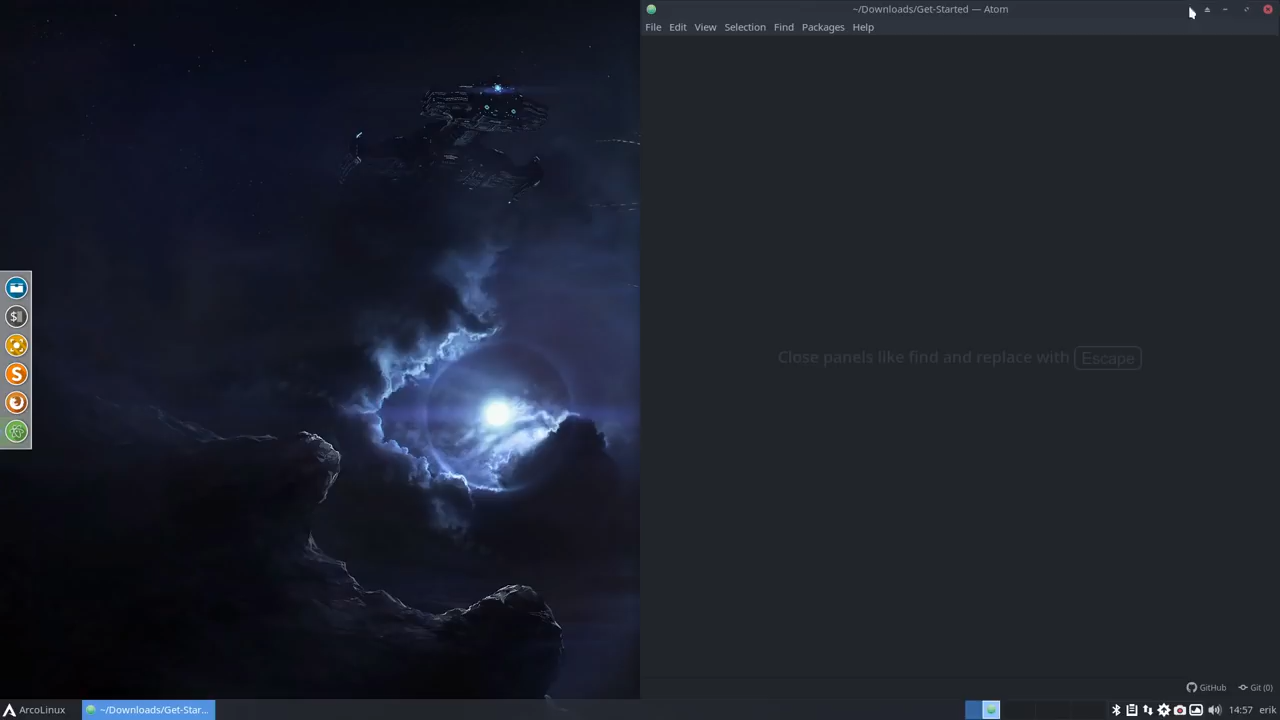 ~/Downloads/Get-Started — Atom
File Edit View Selection Find Packages Help
$
S
Close panels like find and replace with Escape
GitHub Git (0)
ArcoLinux ~/Downloads/Get-Star... 14:57 erik